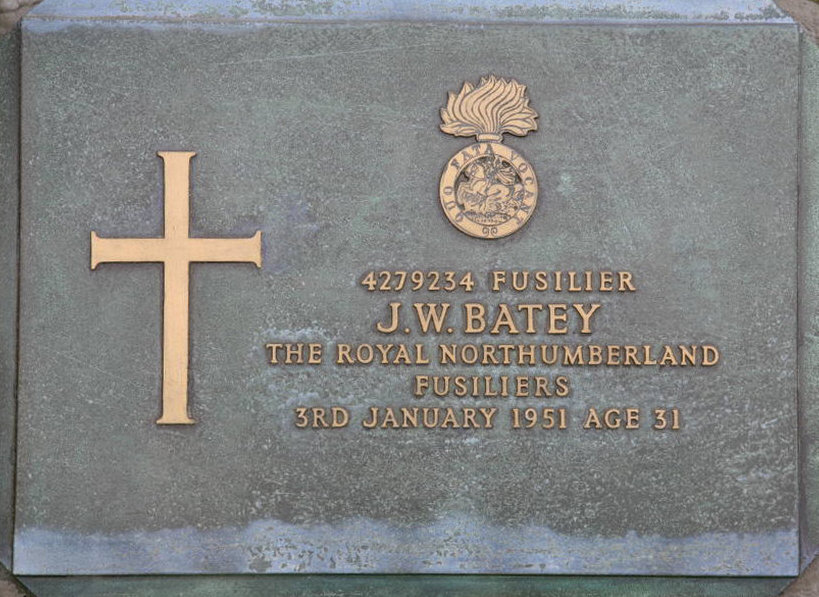 QUO FATA VOCANT
4279234 FUSILIER
J.W. BATEY
THE ROYAL NORTHUMBERLAND
FUSILIERS
3RD JANUARY 1951 AGE 31